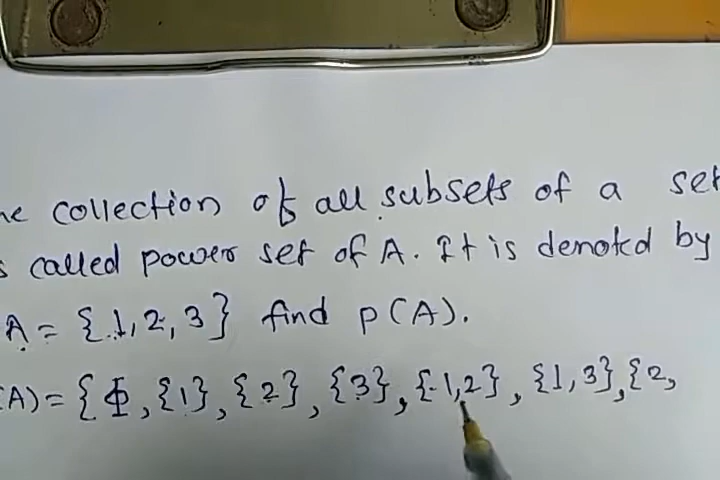 he collection of all subsets of a set
s called power set of A. It is denoted by
A = {1, 2, 3} find p(A).
(A) = {Φ, {1}, {2}, {3}, {1,2}, {1,3}, {2,